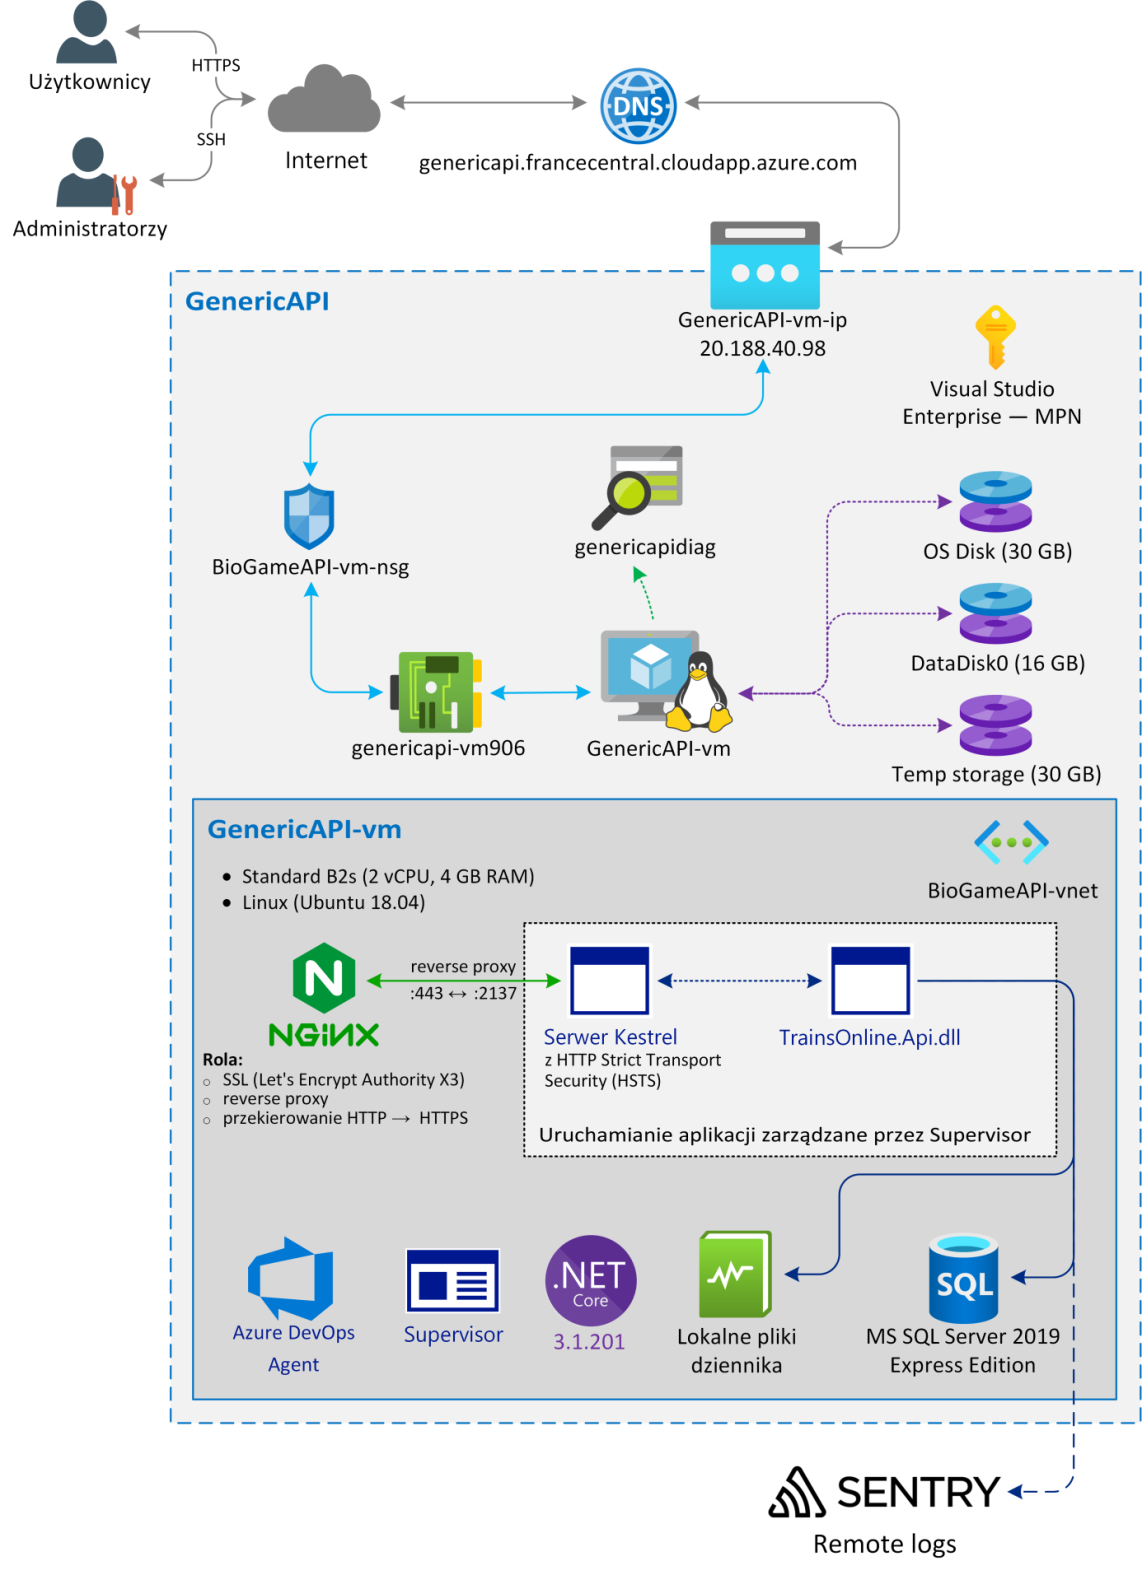 Użytkownicy
HTTPS
SSH
Administratorzy
Internet
DNS
genericapi.francecentral.cloudapp.azure.com
GenericAPI
GenericAPI-vm-ip
20.188.40.98
Visual Studio
Enterprise — MPN
BioGameAPI-vm-nsg
genericapidiag
OS Disk (30 GB)
DataDisk0 (16 GB)
Temp storage (30 GB)
genericapi-vm906
GenericAPI-vm
GenericAPI-vm
• Standard B2s (2 vCPU, 4 GB RAM)
• Linux (Ubuntu 18.04)
BioGameAPI-vnet
N
NGiNX
reverse proxy
:443 ↔ :2137
Rola:
○ SSL (Let's Encrypt Authority X3)
○ reverse proxy
○ przekierowanie HTTP → HTTPS
Serwer Kestrel
z HTTP Strict Transport
Security (HSTS)
TrainsOnline.Api.dll
Uruchamianie aplikacji zarządzane przez Supervisor
Azure DevOps
Agent
Supervisor
.NET
Core
3.1.201
Lokalne pliki
dziennika
SQL
MS SQL Server 2019
Express Edition
SENTRY
Remote logs